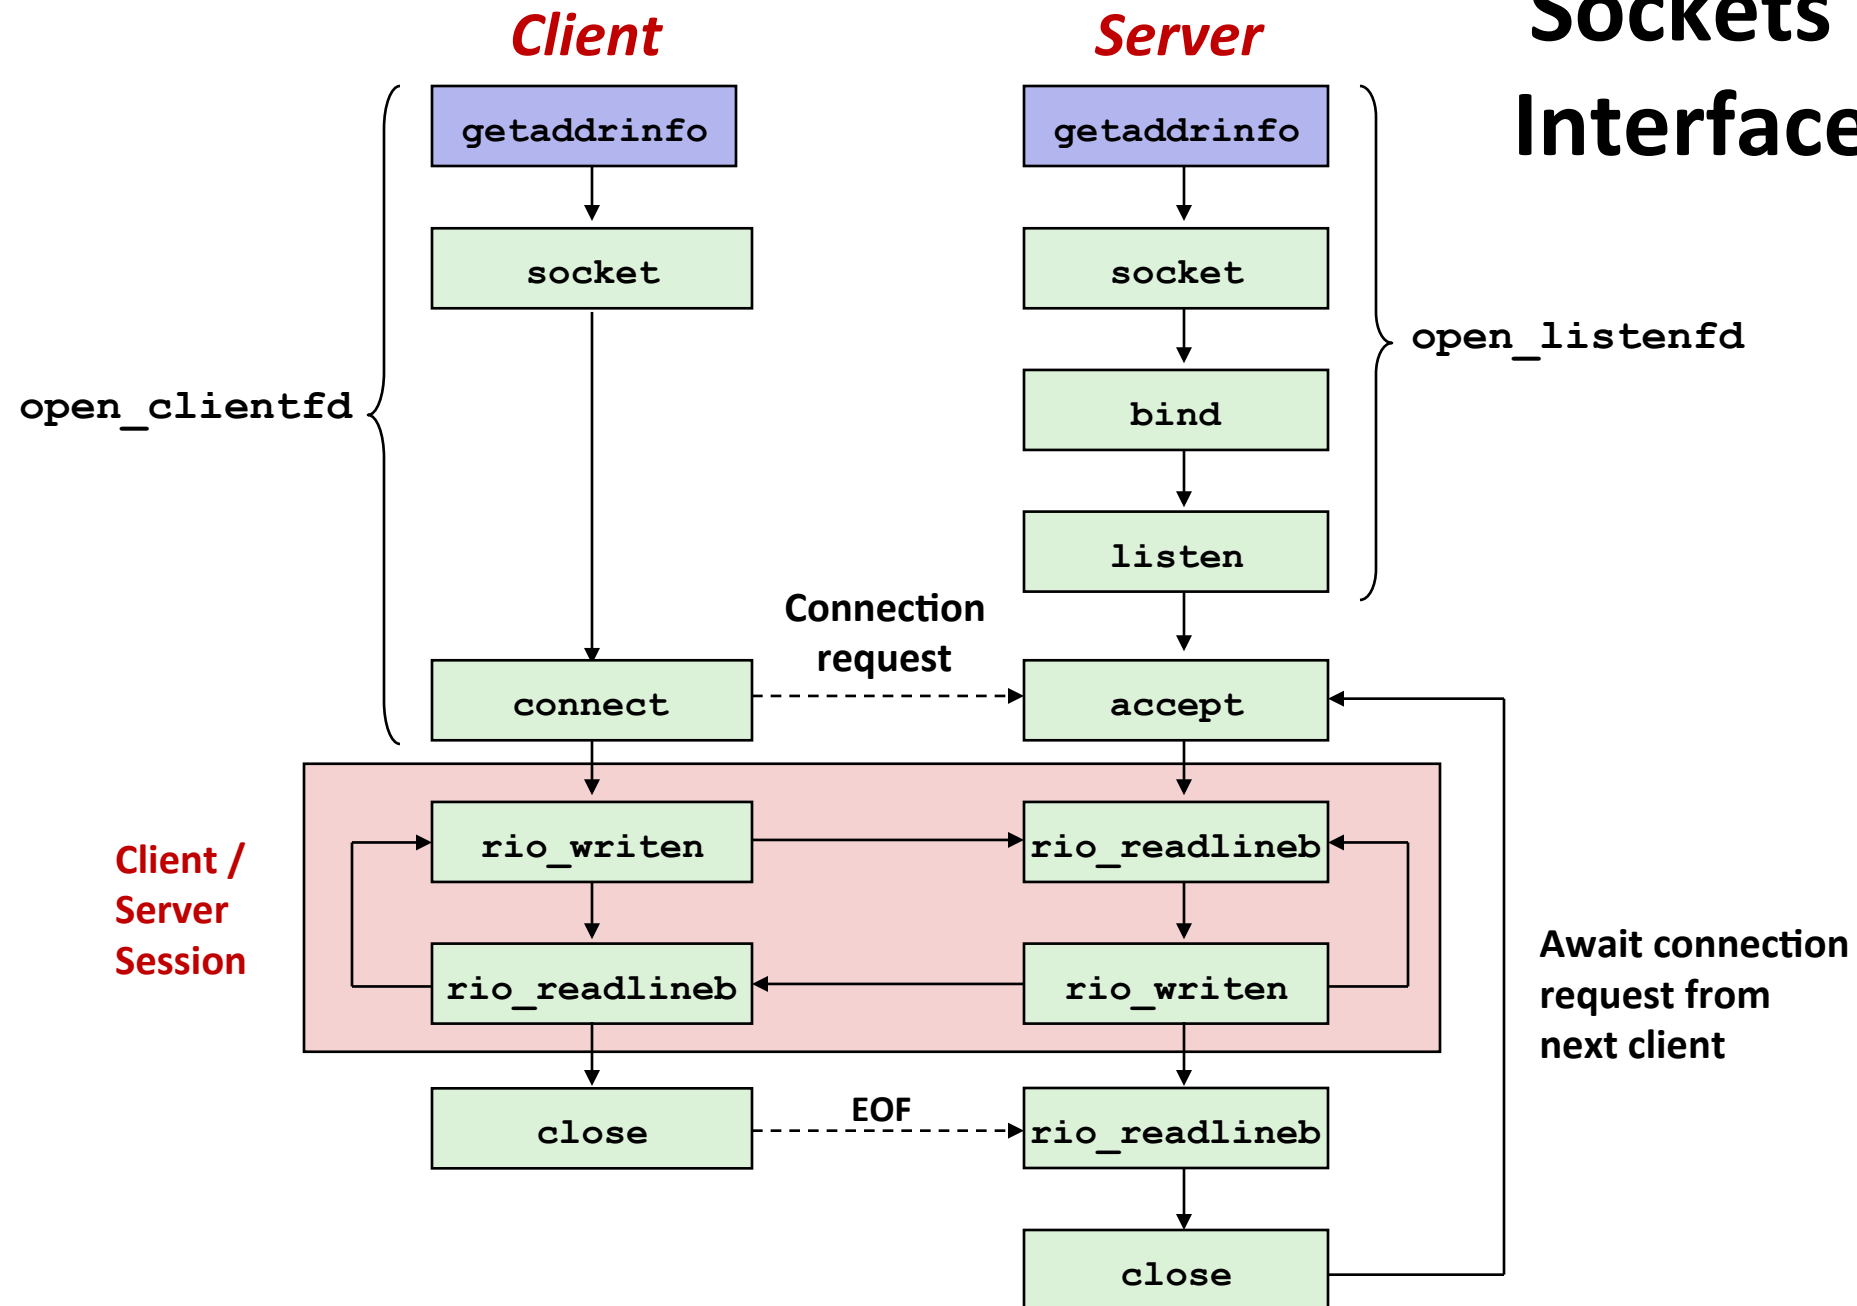 Client
Server
Sockets
Interface
getaddrinfo
getaddrinfo
socket
socket
open_listenfd
open_clientfd
bind
listen
Connection
request
connect
accept
Client /
Server
Session
rio_writen
rio_readlineb
rio_readlineb
rio_writen
Await connection
request from
next client
close
EOF
rio_readlineb
close